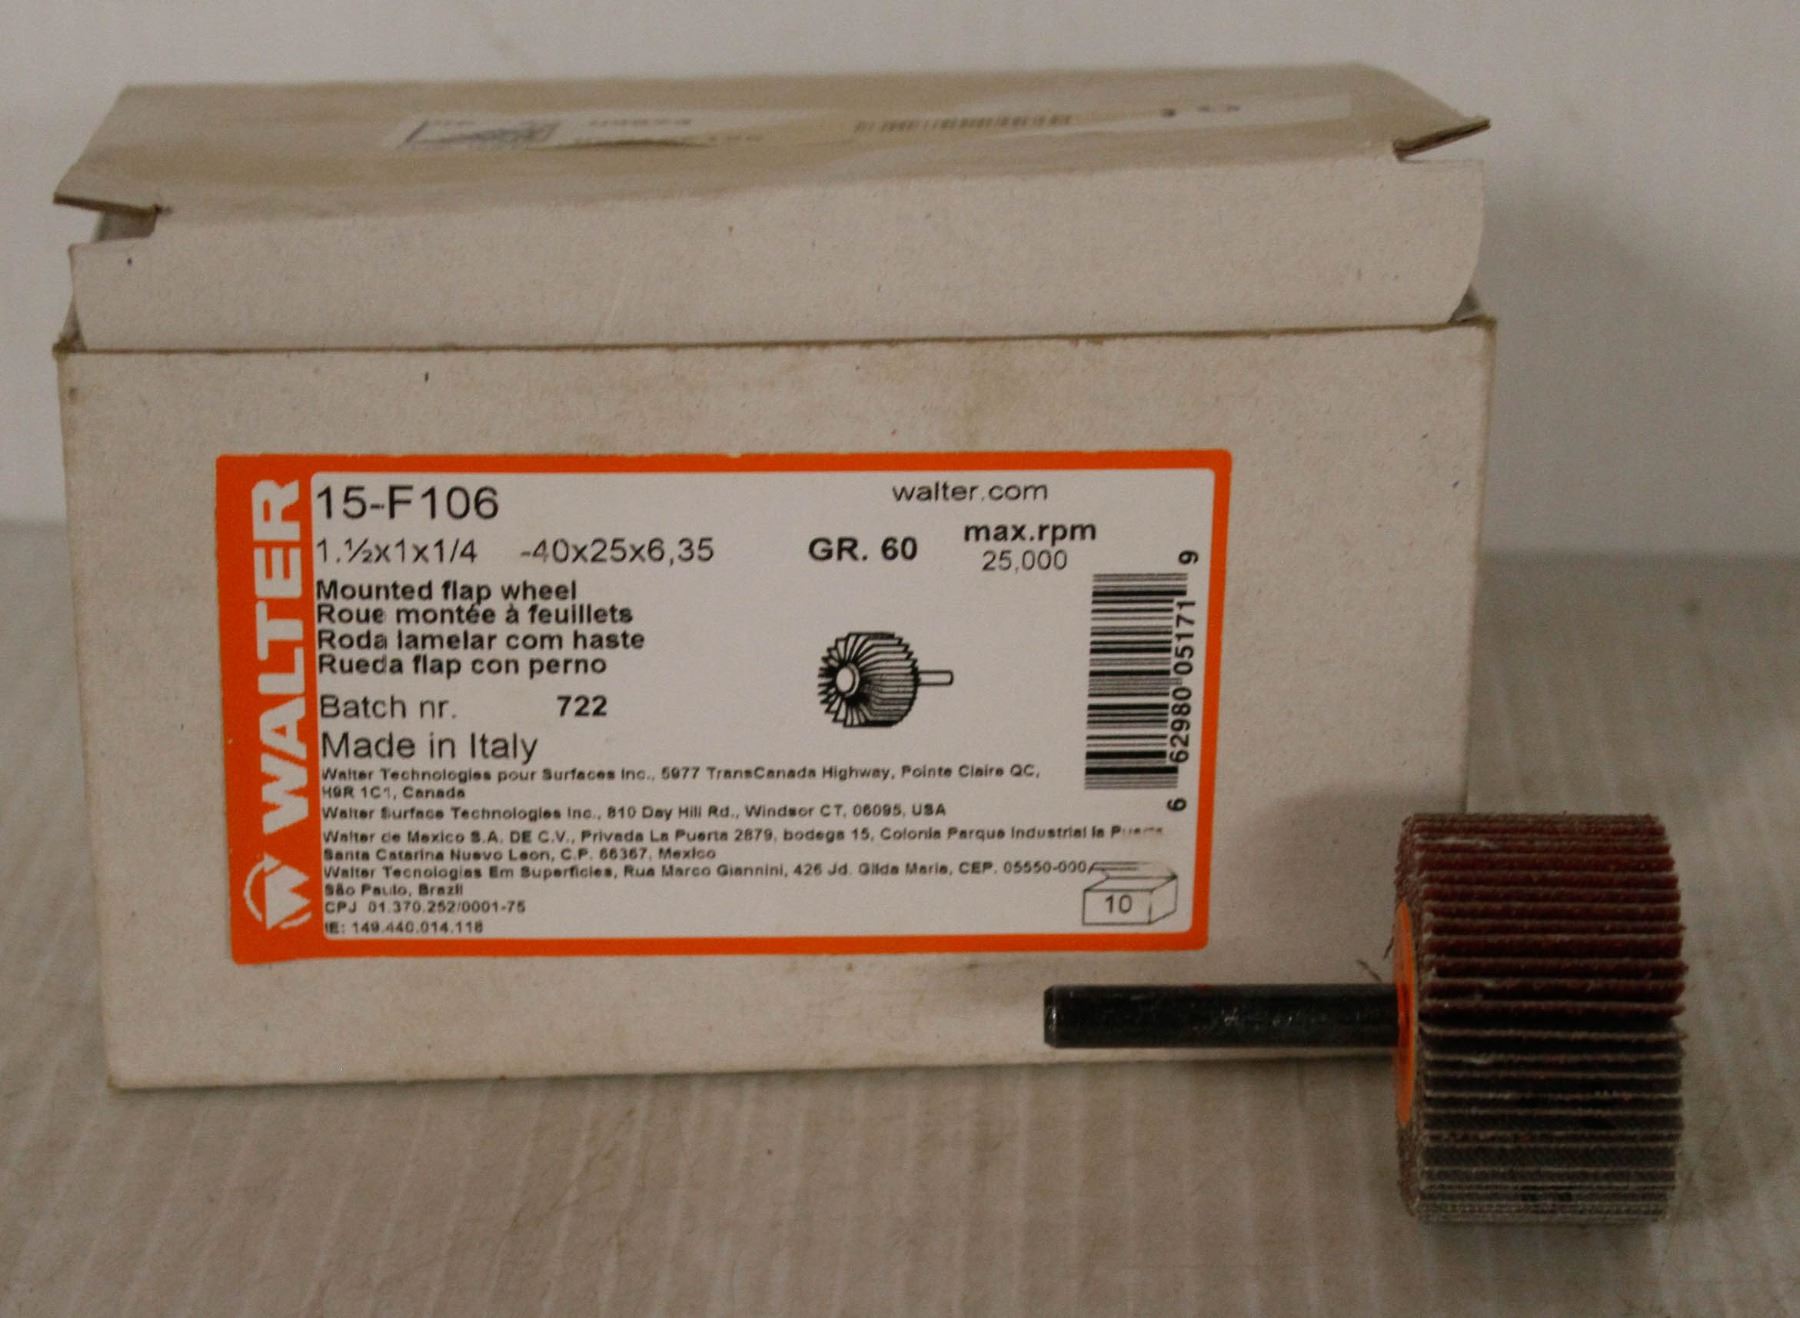 WALTER
15-F106
walter.com
1.½x1x1/4 -40x25x6,35 GR. 60 max.rpm
25,000
Mounted flap wheel
Roue montée à feuillets
Roda lamelar com haste
Rueda flap con perno
Batch nr. 722
Made in Italy
Walter Technologies pour Surfaces Inc., 5977 TransCanada Highway, Pointe Claire QC,
H9R 1C1, Canada
Walter Surface Technologies Inc., 810 Day Hill Rd., Windsor CT, 06095, USA
Walter de Mexico S.A. DE C.V., Privada La Puerta 2879, bodega 15, Colonia Parque Industrial la
Santa Catarina Nuevo Leon, C.P. 66367, Mexico
Walter Tecnologias Em Superficies, Rua Marco Giannini, 426 Jd. Gilda Maria, CEP. 05550-000
São Paulo, Brazil
CPJ 01.370.252/0001-75
IE: 149.440.014.118
6 62980 05171 9
10